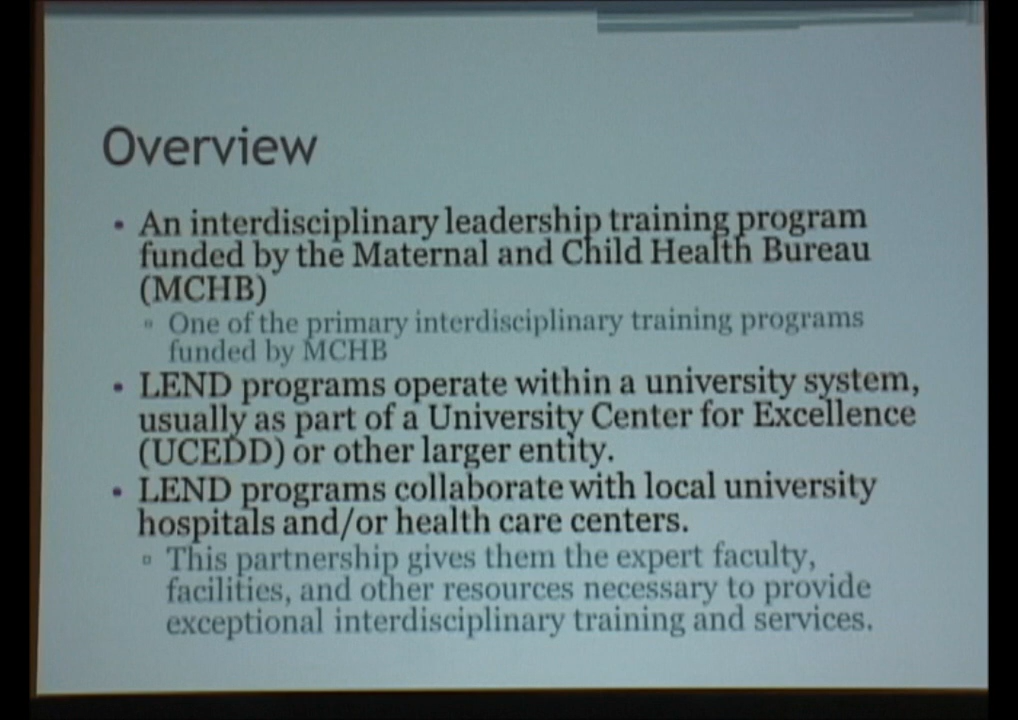 Overview
• An interdisciplinary leadership training program
funded by the Maternal and Child Health Bureau
(MCHB)
▫ One of the primary interdisciplinary training programs
funded by MCHB
• LEND programs operate within a university system,
usually as part of a University Center for Excellence
(UCEDD) or other larger entity.
• LEND programs collaborate with local university
hospitals and/or health care centers.
▫ This partnership gives them the expert faculty,
facilities, and other resources necessary to provide
exceptional interdisciplinary training and services.